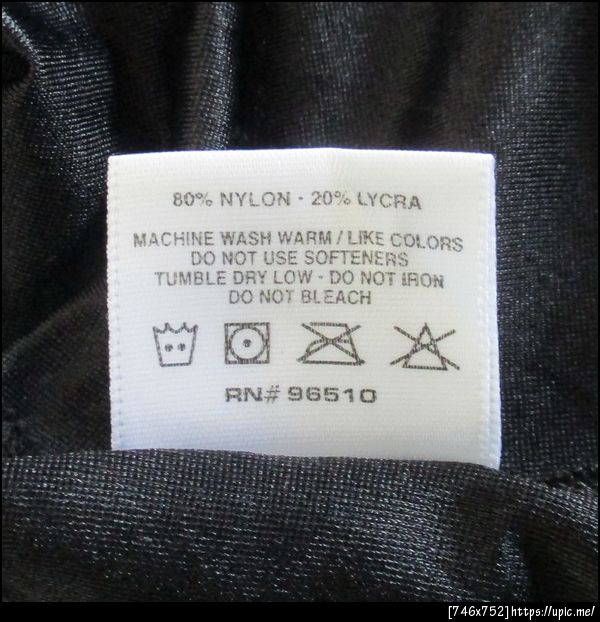 80% NYLON - 20% LYCRA
MACHINE WASH WARM / LIKE COLORS
DO NOT USE SOFTENERS
TUMBLE DRY LOW - DO NOT IRON
DO NOT BLEACH
RN# 96510
[746x752]https://upic.me/